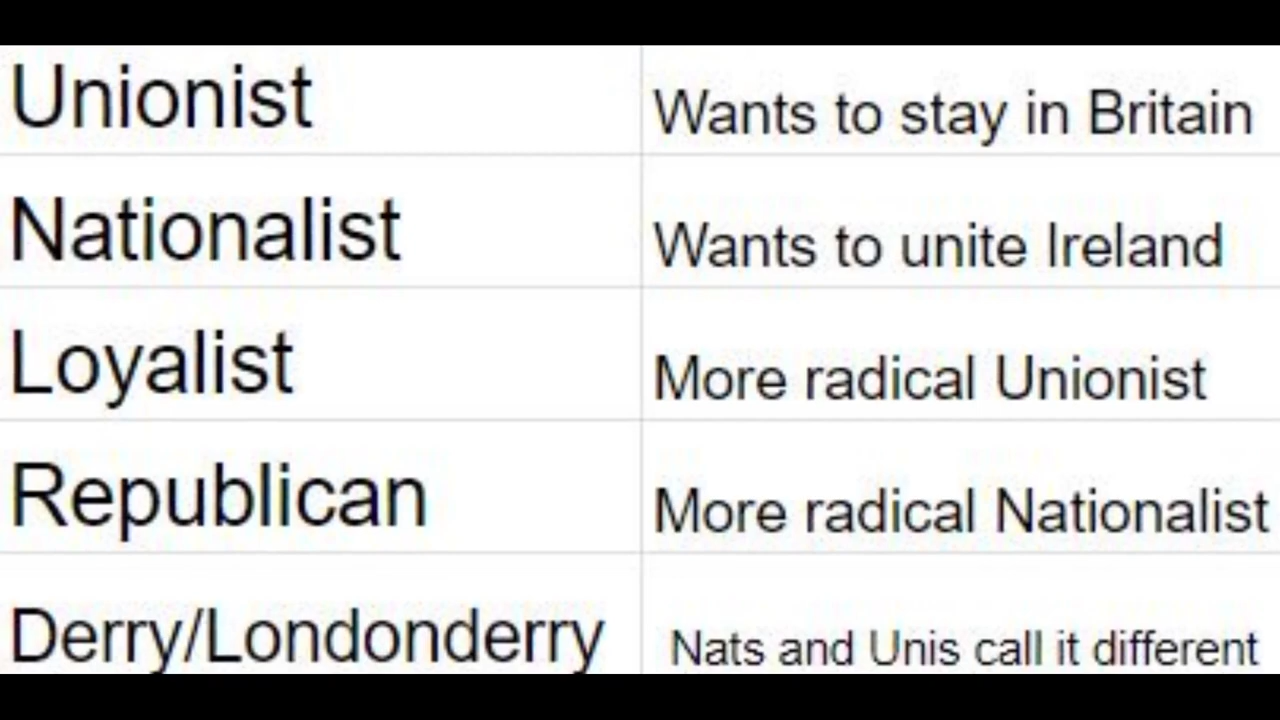 Unionist
Wants to stay in Britain
Nationalist
Wants to unite Ireland
Loyalist
More radical Unionist
Republican
More radical Nationalist
Derry/Londonderry
Nats and Unis call it different